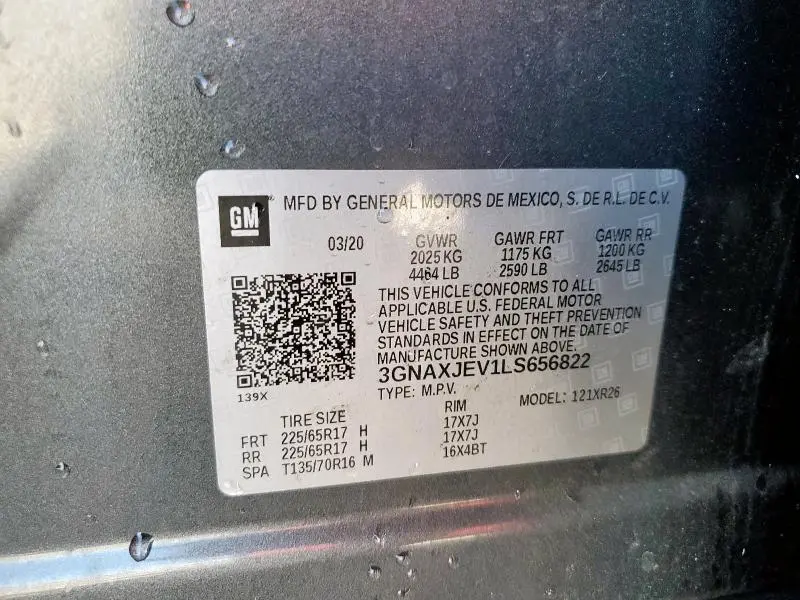 GM ® MFD BY GENERAL MOTORS DE MEXICO, S. DE R.L. DE C.V.
03/20 GVWR GAWR FRT GAWR RR
2025 KG 1175 KG 1200 KG
4464 LB 2590 LB 2645 LB
THIS VEHICLE CONFORMS TO ALL
APPLICABLE U.S. FEDERAL MOTOR
VEHICLE SAFETY AND THEFT PREVENTION
STANDARDS IN EFFECT ON THE DATE OF
MANUFACTURE SHOWN ABOVE.
3GNAXJEV1LS656822
139X TYPE: M.P.V. MODEL: 121XR26
TIRE SIZE RIM
FRT 225/65R17 H 17X7J
RR 225/65R17 H 17X7J
SPA T135/70R16 M 16X4BT